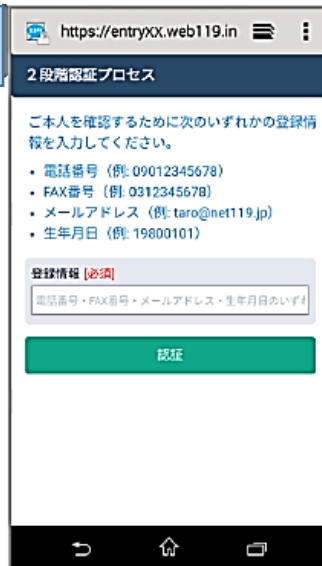 https://entryXX.web119.in
2段階認証プロセス
ご本人を確認するために次のいずれかの登録情
報を入力してください。
・電話番号（例: 09012345678）
・FAX番号（例: 0312345678）
・メールアドレス（例: taro@net119.jp）
・生年月日（例: 19800101）
登録情報 [必須]
電話番号・FAX番号・メールアドレス・生年月日のいずれ
認証